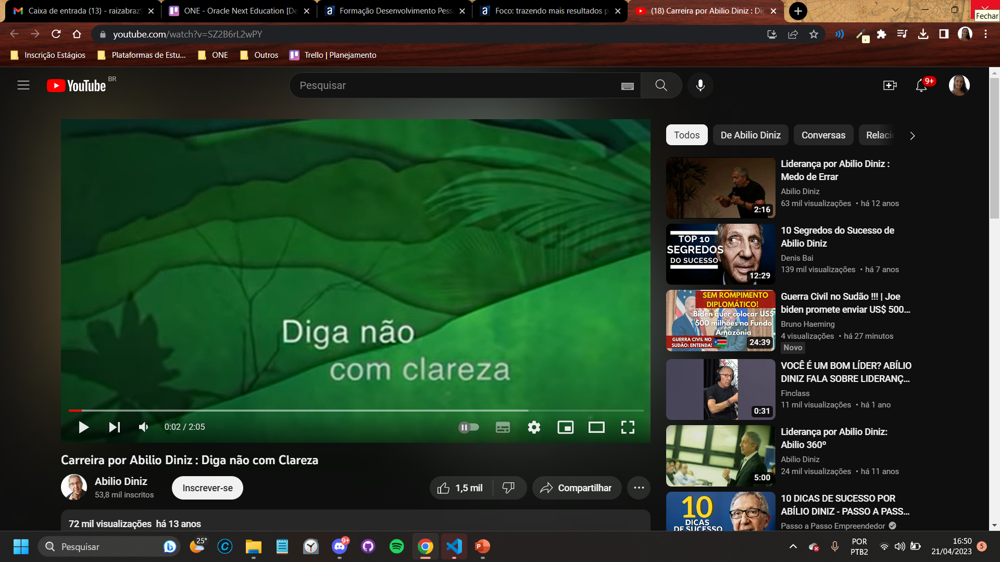 Caixa de entrada (13) - raizabraz
ONE - Oracle Next Education [De
Formação Desenvolvimento Pess
Foco: trazendo mais resultados p
(18) Carreira por Abilio Diniz : Dig
Fechar
youtube.com/watch?v=SZ2B6rL2wPY
Inscrição Estágios
Plataformas de Estu...
ONE
Outros
Trello | Planejamento
YouTube BR
Pesquisar
9+
Todos
De Abilio Diniz
Conversas
Relaci
Diga não
com clareza
0:02 / 2:05
Carreira por Abilio Diniz : Diga não com Clareza
Abilio Diniz
53,8 mil inscritos
Inscrever-se
1,5 mil
Compartilhar
72 mil visualizações há 13 anos
2:16
Liderança por Abilio Diniz :
Medo de Errar
Abilio Diniz
63 mil visualizações • há 12 anos
TOP 10
SEGREDOS
DO SUCESSO
12:29
10 Segredos do Sucesso de
Abilio Diniz
Denis Bai
139 mil visualizações • há 7 anos
SEM ROMPIMENTO
DIPLOMÁTICO!
Biden quer colocar US$
500 milhões no Fundo
Amazônia
GUERRA CIVIL NO
SUDÃO: ENTENDA!
24:39
Guerra Civil no Sudão !!! | Joe
biden promete enviar US$ 500...
Bruno Haeming
4 visualizações • há 27 minutos
Novo
0:31
VOCÊ É UM BOM LÍDER? ABÍLIO
DINIZ FALA SOBRE LIDERANÇ...
Finclass
11 mil visualizações • há 1 ano
5:00
Liderança por Abilio Diniz:
Abilio 360º
Abilio Diniz
24 mil visualizações • há 11 anos
10
DICAS
DE SUCESSO
10 DICAS DE SUCESSO POR
ABÍLIO DINIZ - PASSO A PASS...
Passo a Passo Empreendedor
Pesquisar
25°
9+
POR
PTB2
16:50
21/04/2023
5